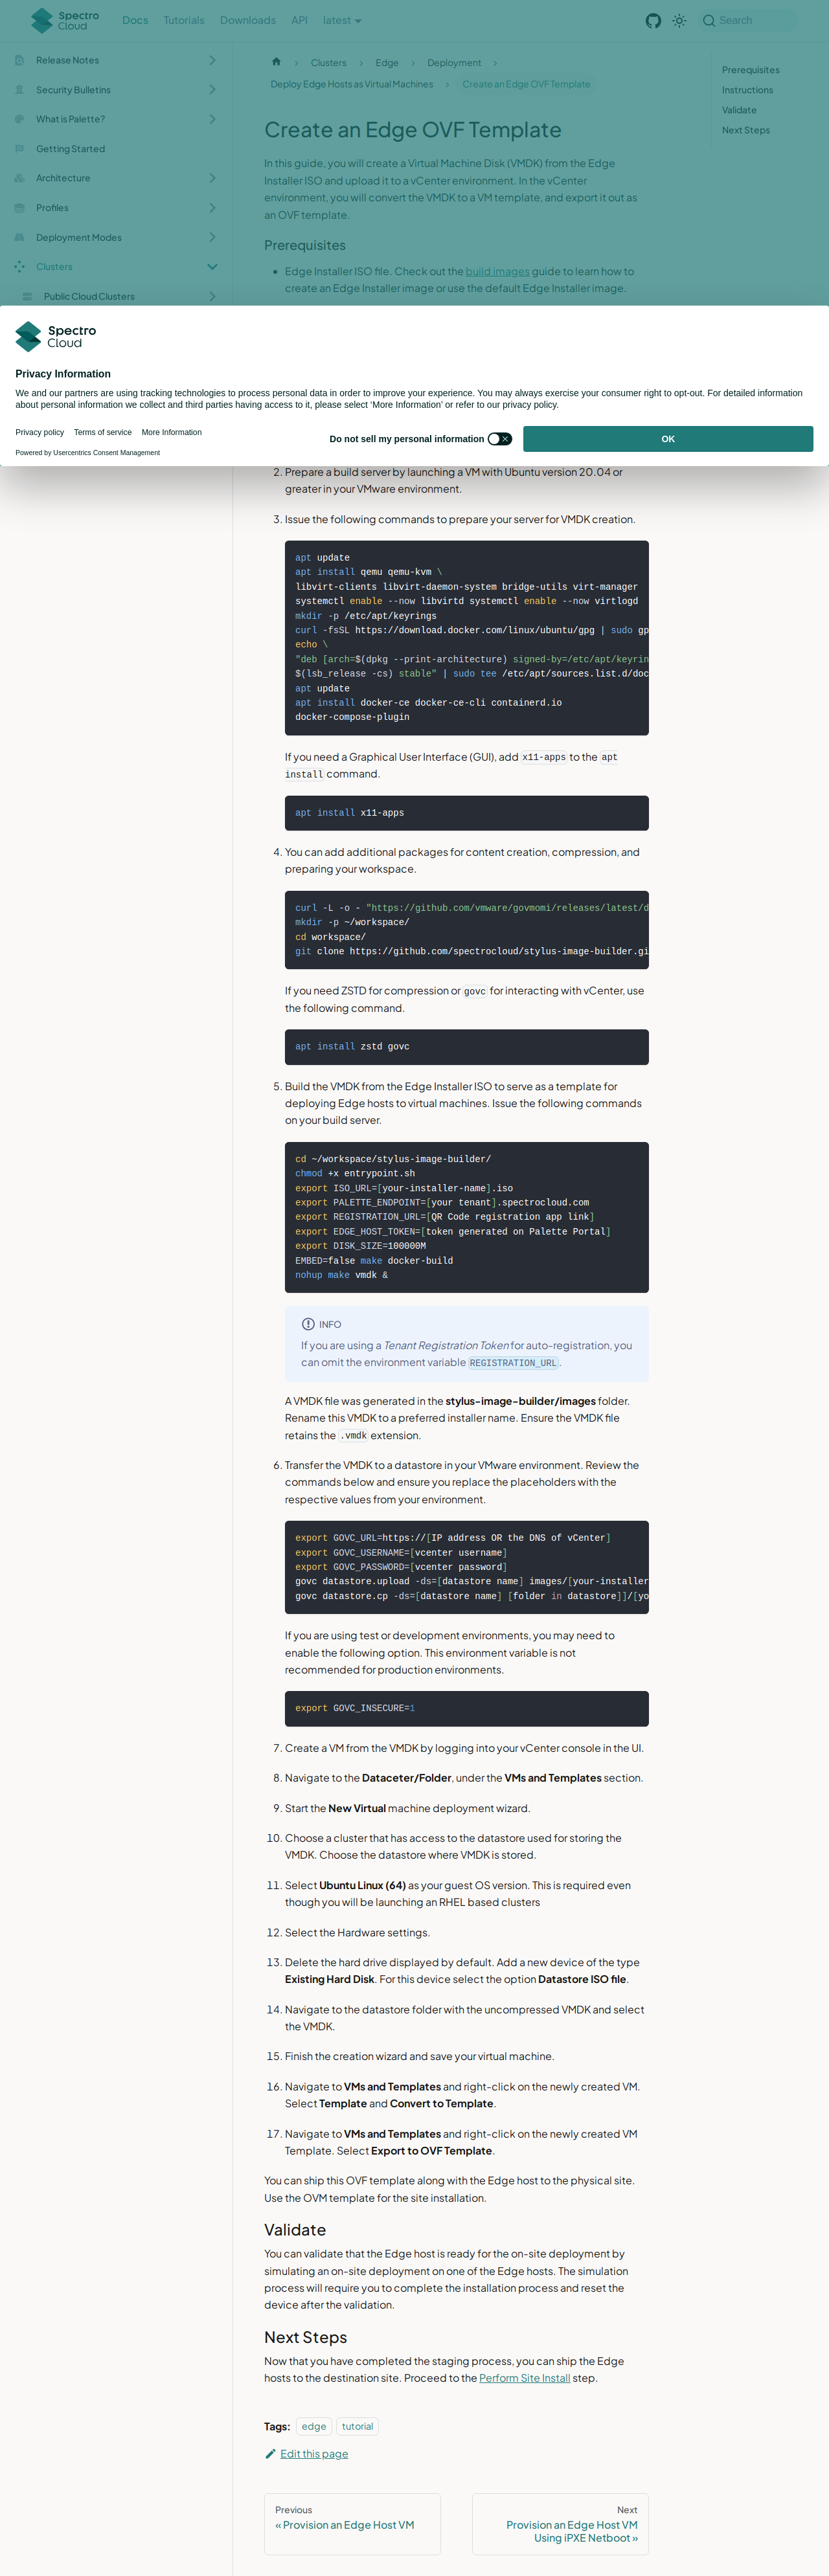 Spectro Cloud
Docs
Tutorials
Downloads
API
latest
Search
Release Notes
Security Bulletins
What is Palette?
Getting Started
Architecture
Profiles
Deployment Modes
Clusters
Public Cloud Clusters
Clusters › Edge › Deployment ›
Deploy Edge Hosts as Virtual Machines › Create an Edge OVF Template
Prerequisites
Instructions
Validate
Next Steps
Create an Edge OVF Template
In this guide, you will create a Virtual Machine Disk (VMDK) from the Edge
Installer ISO and upload it to a vCenter environment. In the vCenter
environment, you will convert the VMDK to a VM template, and export it out as
an OVF template.
Prerequisites
Edge Installer ISO file. Check out the build images guide to learn how to
create an Edge Installer image or use the default Edge Installer image.
Spectro Cloud
Privacy Information
We and our partners are using tracking technologies to process personal data in order to improve your experience. You may always exercise your consumer right to opt-out. For detailed information
about personal information we collect and third parties having access to it, please select ‘More Information’ or refer to our privacy policy.
Privacy policy Terms of service More Information
Powered by Usercentrics Consent Management
Do not sell my personal information
OK
2. Prepare a build server by launching a VM with Ubuntu version 20.04 or
greater in your VMware environment.
3. Issue the following commands to prepare your server for VMDK creation.
apt update
apt install qemu qemu-kvm \
libvirt-clients libvirt-daemon-system bridge-utils virt-manager
systemctl enable --now libvirtd systemctl enable --now virtlogd
mkdir -p /etc/apt/keyrings
curl -fsSL https://download.docker.com/linux/ubuntu/gpg | sudo gp
echo \
"deb [arch=$(dpkg --print-architecture) signed-by=/etc/apt/keyrin
$(lsb_release -cs) stable" | sudo tee /etc/apt/sources.list.d/doc
apt update
apt install docker-ce docker-ce-cli containerd.io
docker-compose-plugin
If you need a Graphical User Interface (GUI), add x11-apps to the apt
install command.
apt install x11-apps
4. You can add additional packages for content creation, compression, and
preparing your workspace.
curl -L -o - "https://github.com/vmware/govmomi/releases/latest/d
mkdir -p ~/workspace/
cd workspace/
git clone https://github.com/spectrocloud/stylus-image-builder.gi
If you need ZSTD for compression or govc for interacting with vCenter, use
the following command.
apt install zstd govc
5. Build the VMDK from the Edge Installer ISO to serve as a template for
deploying Edge hosts to virtual machines. Issue the following commands
on your build server.
cd ~/workspace/stylus-image-builder/
chmod +x entrypoint.sh
export ISO_URL=[your-installer-name].iso
export PALETTE_ENDPOINT=[your tenant].spectrocloud.com
export REGISTRATION_URL=[QR Code registration app link]
export EDGE_HOST_TOKEN=[token generated on Palette Portal]
export DISK_SIZE=100000M
EMBED=false make docker-build
nohup make vmdk &
INFO
If you are using a Tenant Registration Token for auto-registration, you
can omit the environment variable REGISTRATION_URL.
A VMDK file was generated in the stylus-image-builder/images folder.
Rename this VMDK to a preferred installer name. Ensure the VMDK file
retains the .vmdk extension.
6. Transfer the VMDK to a datastore in your VMware environment. Review the
commands below and ensure you replace the placeholders with the
respective values from your environment.
export GOVC_URL=https://[IP address OR the DNS of vCenter]
export GOVC_USERNAME=[vcenter username]
export GOVC_PASSWORD=[vcenter password]
govc datastore.upload -ds=[datastore name] images/[your-installer
govc datastore.cp -ds=[datastore name] [folder in datastore]]/[yo
If you are using test or development environments, you may need to
enable the following option. This environment variable is not
recommended for production environments.
export GOVC_INSECURE=1
7. Create a VM from the VMDK by logging into your vCenter console in the UI.
8. Navigate to the Dataceter/Folder, under the VMs and Templates section.
9. Start the New Virtual machine deployment wizard.
10. Choose a cluster that has access to the datastore used for storing the
VMDK. Choose the datastore where VMDK is stored.
11. Select Ubuntu Linux (64) as your guest OS version. This is required even
though you will be launching an RHEL based clusters
12. Select the Hardware settings.
13. Delete the hard drive displayed by default. Add a new device of the type
Existing Hard Disk. For this device select the option Datastore ISO file.
14. Navigate to the datastore folder with the uncompressed VMDK and select
the VMDK.
15. Finish the creation wizard and save your virtual machine.
16. Navigate to VMs and Templates and right-click on the newly created VM.
Select Template and Convert to Template.
17. Navigate to VMs and Templates and right-click on the newly created VM
Template. Select Export to OVF Template.
You can ship this OVF template along with the Edge host to the physical site.
Use the OVM template for the site installation.
Validate
You can validate that the Edge host is ready for the on-site deployment by
simulating an on-site deployment on one of the Edge hosts. The simulation
process will require you to complete the installation process and reset the
device after the validation.
Next Steps
Now that you have completed the staging process, you can ship the Edge
hosts to the destination site. Proceed to the Perform Site Install step.
Tags: edge tutorial
Edit this page
Previous
« Provision an Edge Host VM
Next
Provision an Edge Host VM
Using iPXE Netboot »